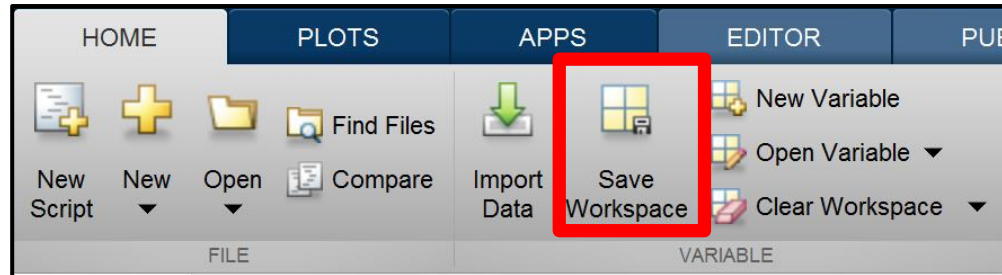 HOME PLOTS APPS EDITOR PUB
New Script
New
Open
Find Files
Compare
Import Data
Save Workspace
New Variable
Open Variable
Clear Workspace
FILE VARIABLE